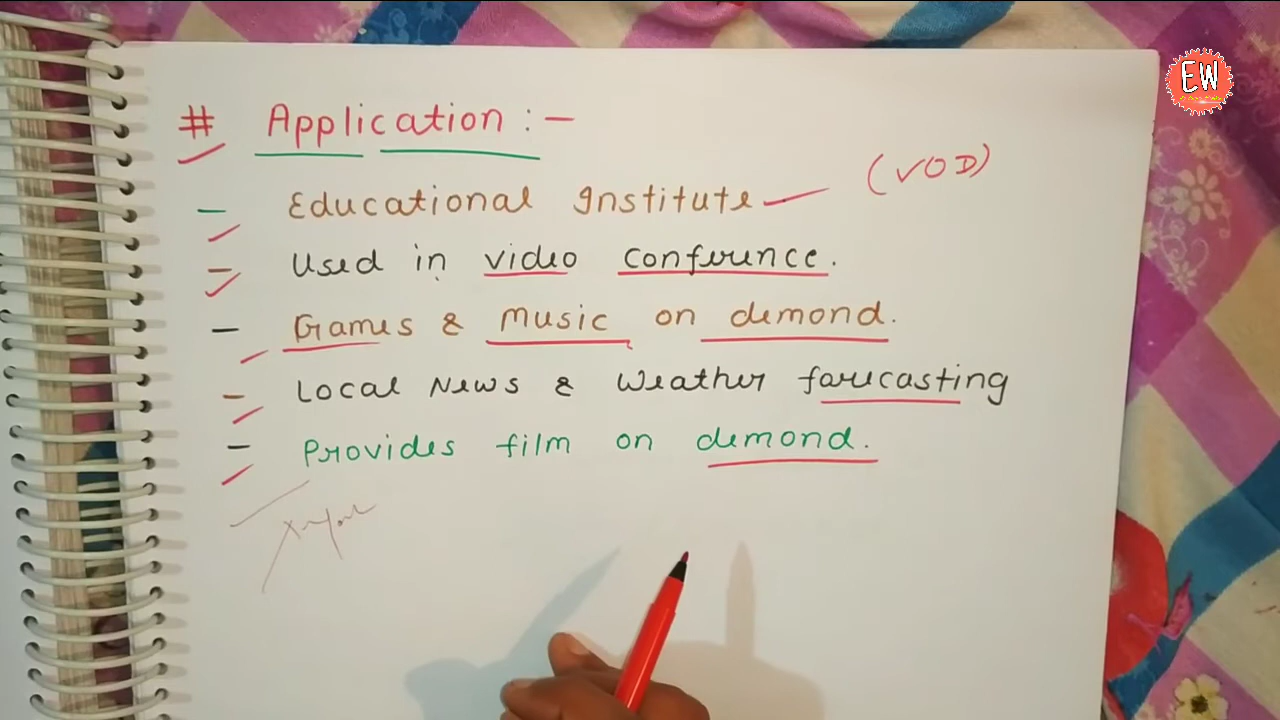 # Application :-
(VOD)
- Educational Institute
- Used in video conference.
- Games & Music on demond.
- Local News & Weather farecasting
- Provides film on demond.
EW